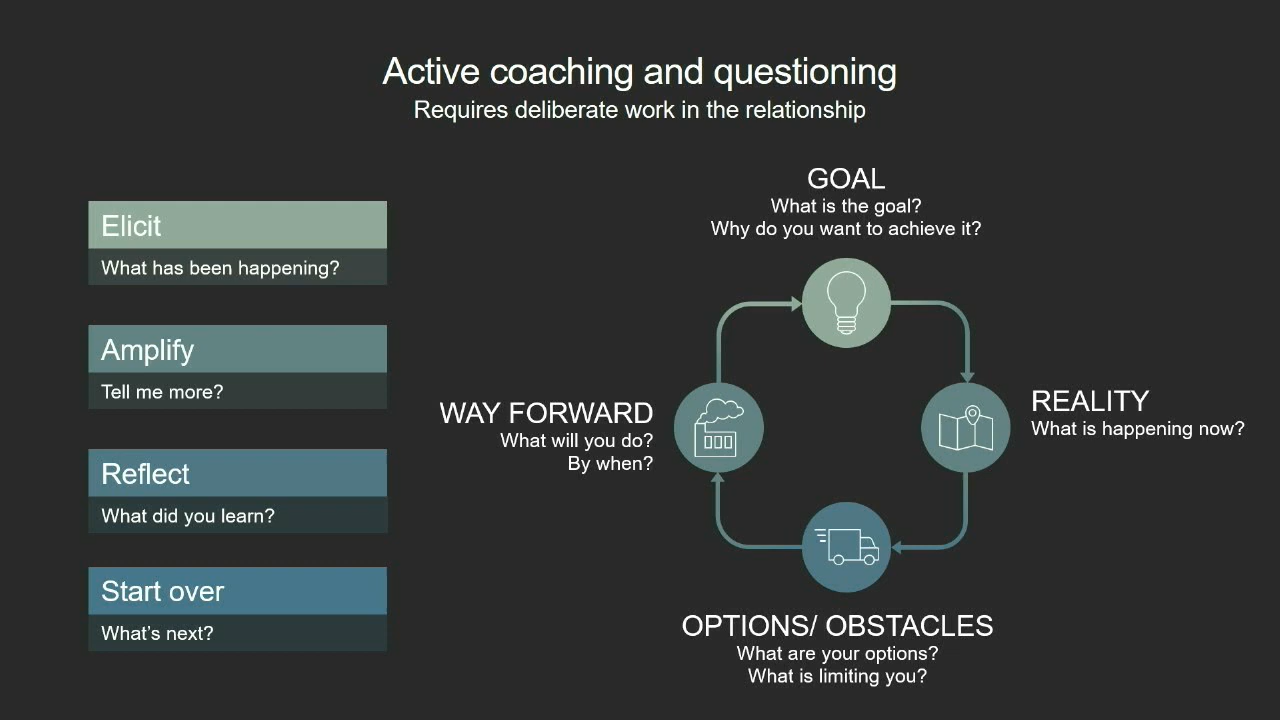 Active coaching and questioning
Requires deliberate work in the relationship
Elicit
What has been happening?
Amplify
Tell me more?
Reflect
What did you learn?
Start over
What’s next?
GOAL
What is the goal?
Why do you want to achieve it?
REALITY
What is happening now?
OPTIONS/ OBSTACLES
What are your options?
What is limiting you?
WAY FORWARD
What will you do?
By when?